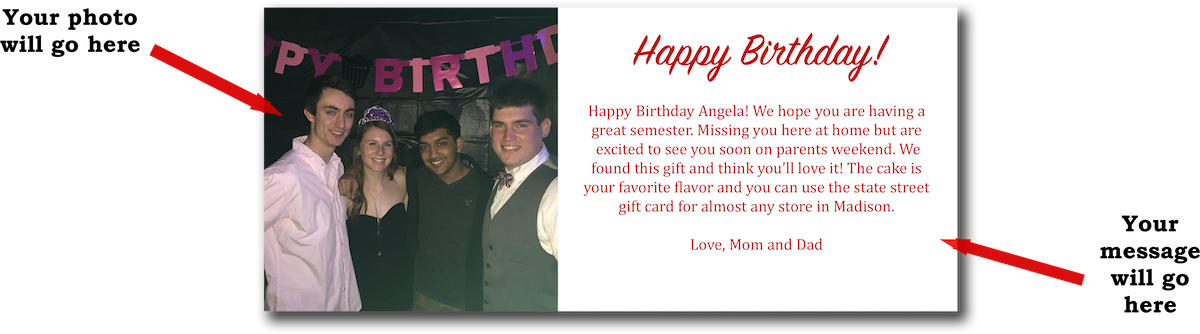 Your photo
will go here
PY BIRTHD
Happy Birthday!
Happy Birthday Angela! We hope you are having a
great semester. Missing you here at home but are
excited to see you soon on parents weekend. We
found this gift and think you'll love it! The cake is
your favorite flavor and you can use the state street
gift card for almost any store in Madison.
Love, Mom and Dad
Your
message
will go
here